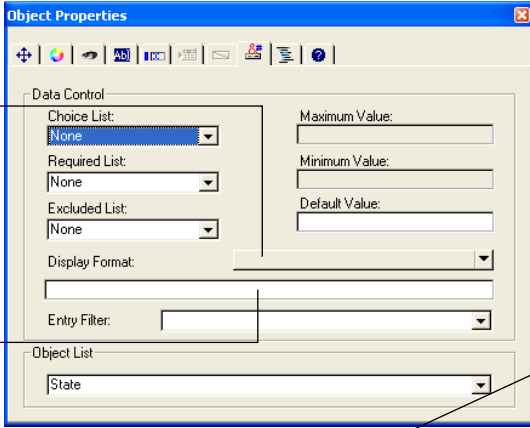 Object Properties
Data Control
Choice List:
None
Maximum Value:
Required List:
None
Minimum Value:
Excluded List:
None
Default Value:
Display Format:
Entry Filter:
Object List
State